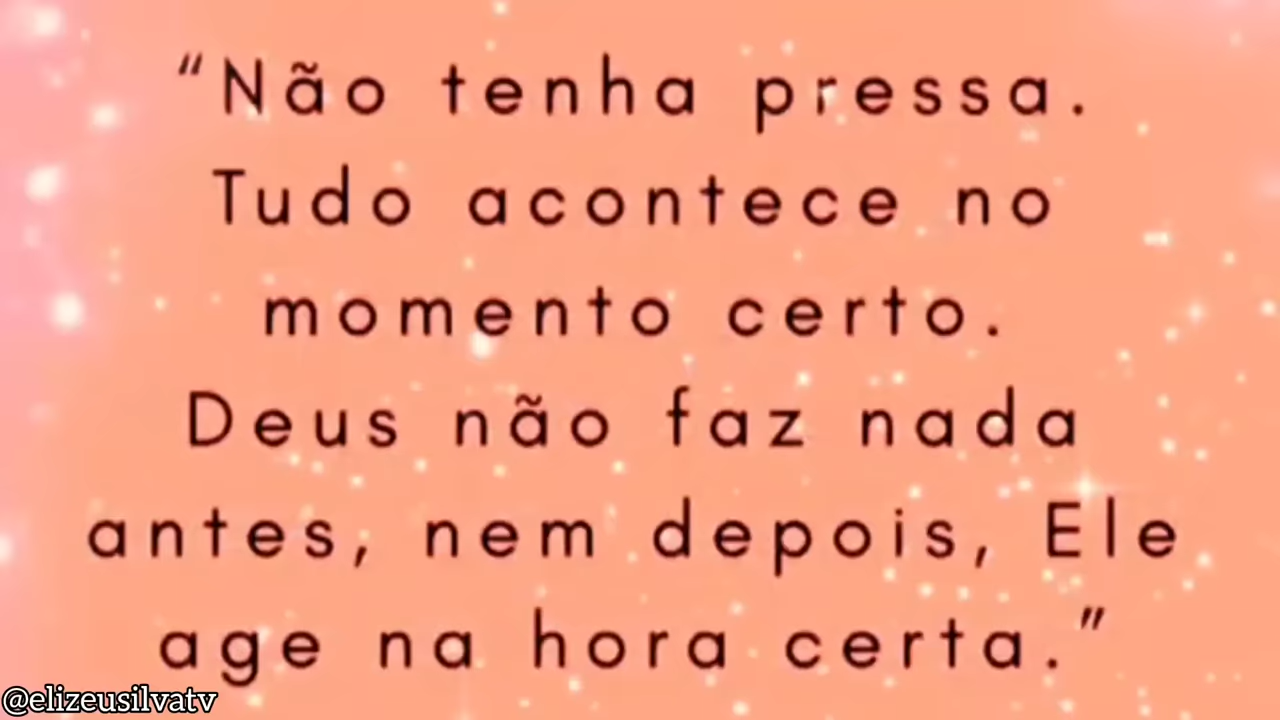 “Não tenha pressa.
Tudo acontece no
momento certo.
Deus não faz nada
antes, nem depois, Ele
age na hora certa.”
@elizeusilvatv